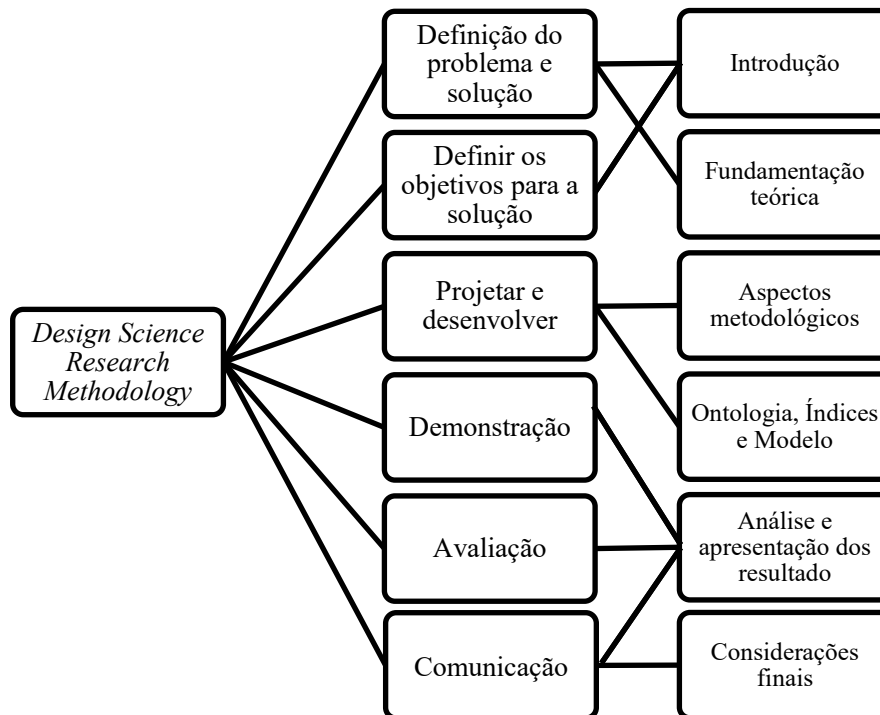 Design Science
Research
Methodology
Definição do
problema e
solução
Definir os
objetivos para a
solução
Projetar e
desenvolver
Demonstração
Avaliação
Comunicação
Introdução
Fundamentação
teórica
Aspectos
metodológicos
Ontologia, Índices
e Modelo
Análise e
apresentação dos
resultado
Considerações
finais